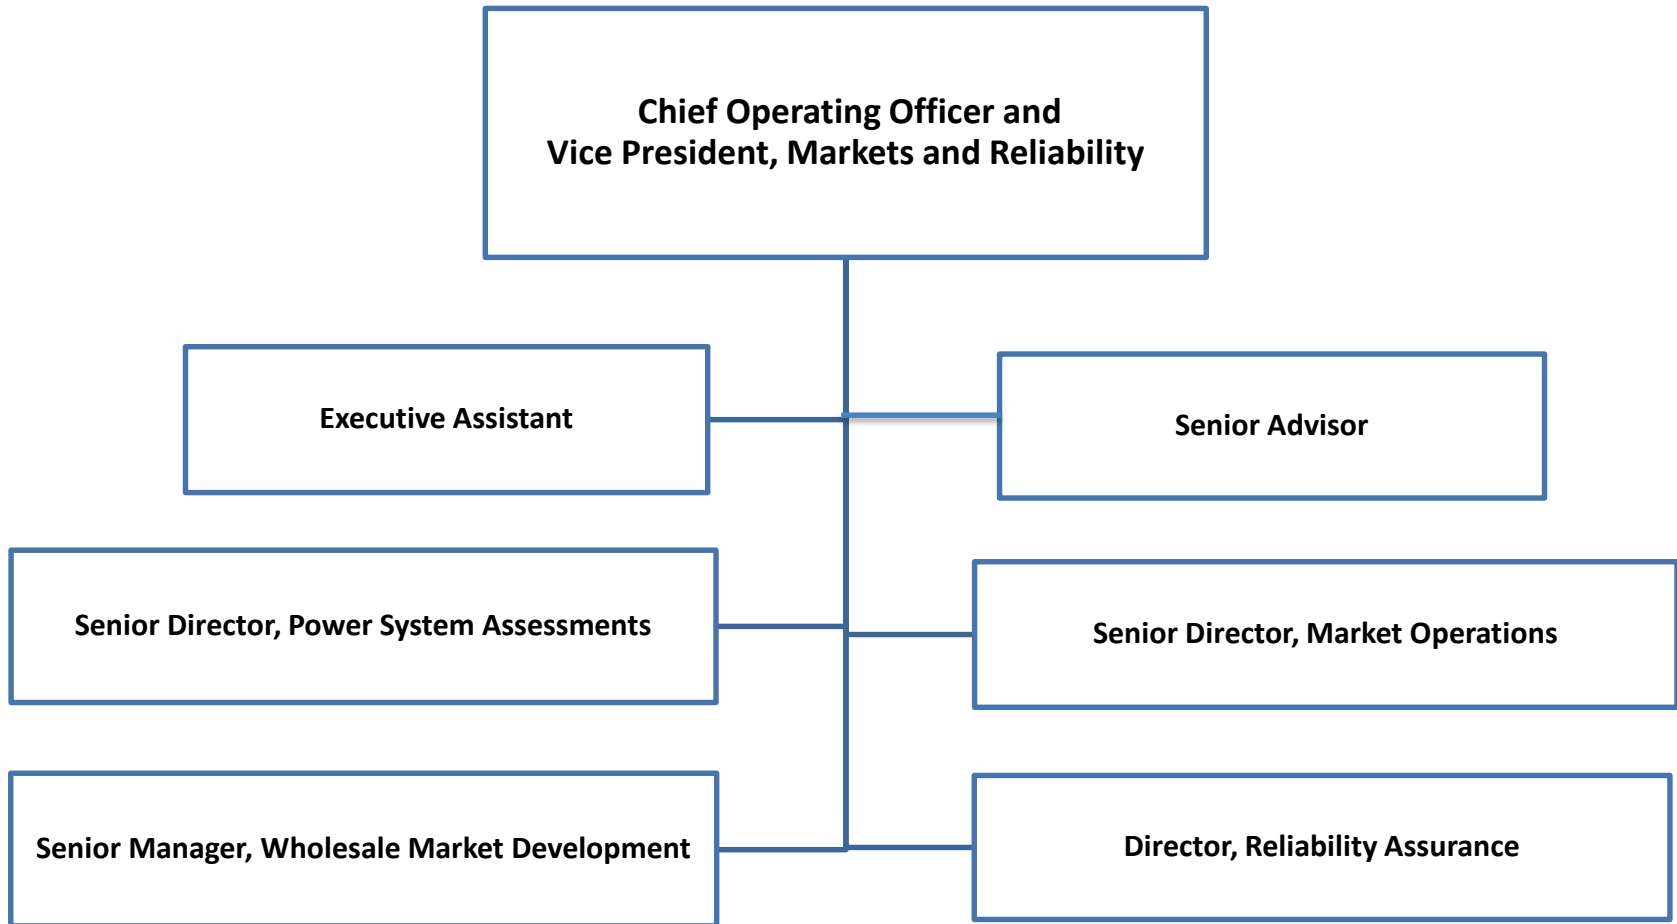 Chief Operating Officer and
Vice President, Markets and Reliability
Executive Assistant
Senior Advisor
Senior Director, Power System Assessments
Senior Director, Market Operations
Senior Manager, Wholesale Market Development
Director, Reliability Assurance